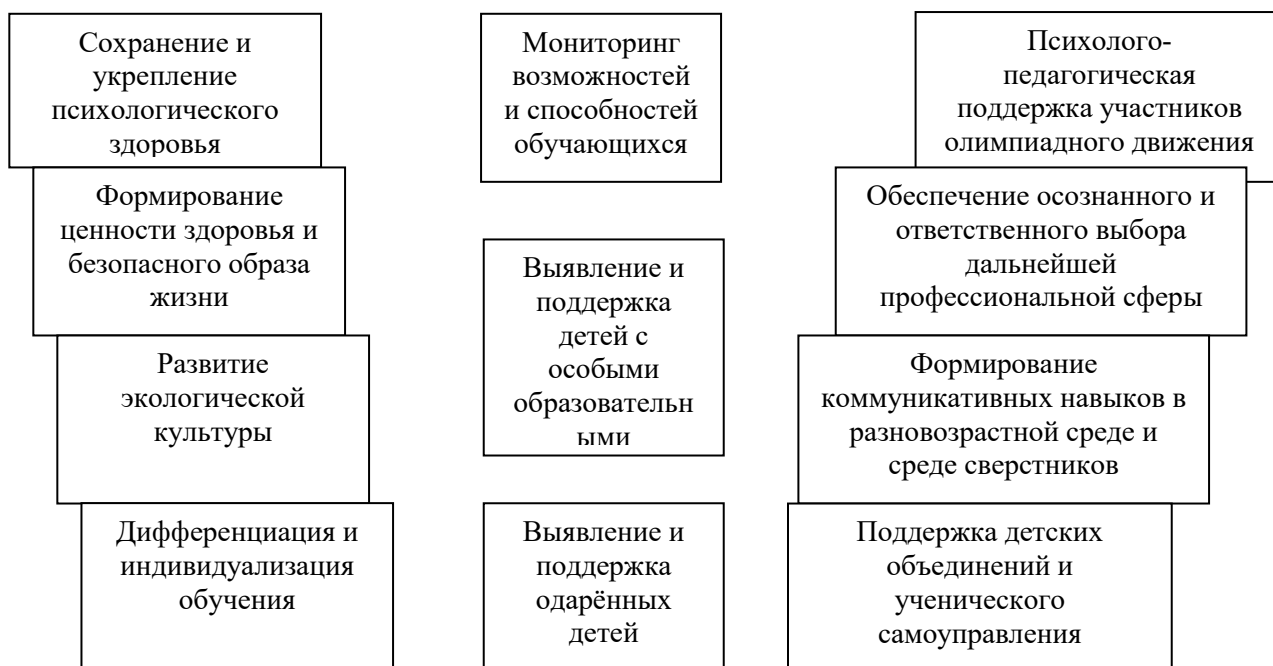 Сохранение и
укрепление
психологического
здоровья
Формирование
ценности здоровья и
безопасного образа
жизни
Развитие
экологической
культуры
Дифференциация и
индивидуализация
обучения
Мониторинг
возможностей
и способностей
обучающихся
Выявление и
поддержка
детей с
особыми
образовательн
ыми
Выявление и
поддержка
одарённых
детей
Психолого-
педагогическая
поддержка участников
олимпиадного движения
Обеспечение осознанного и
ответственного выбора
дальнейшей
профессиональной сферы
Формирование
коммуникативных навыков в
разновозрастной среде и
среде сверстников
Поддержка детских
объединений и
ученического
самоуправления